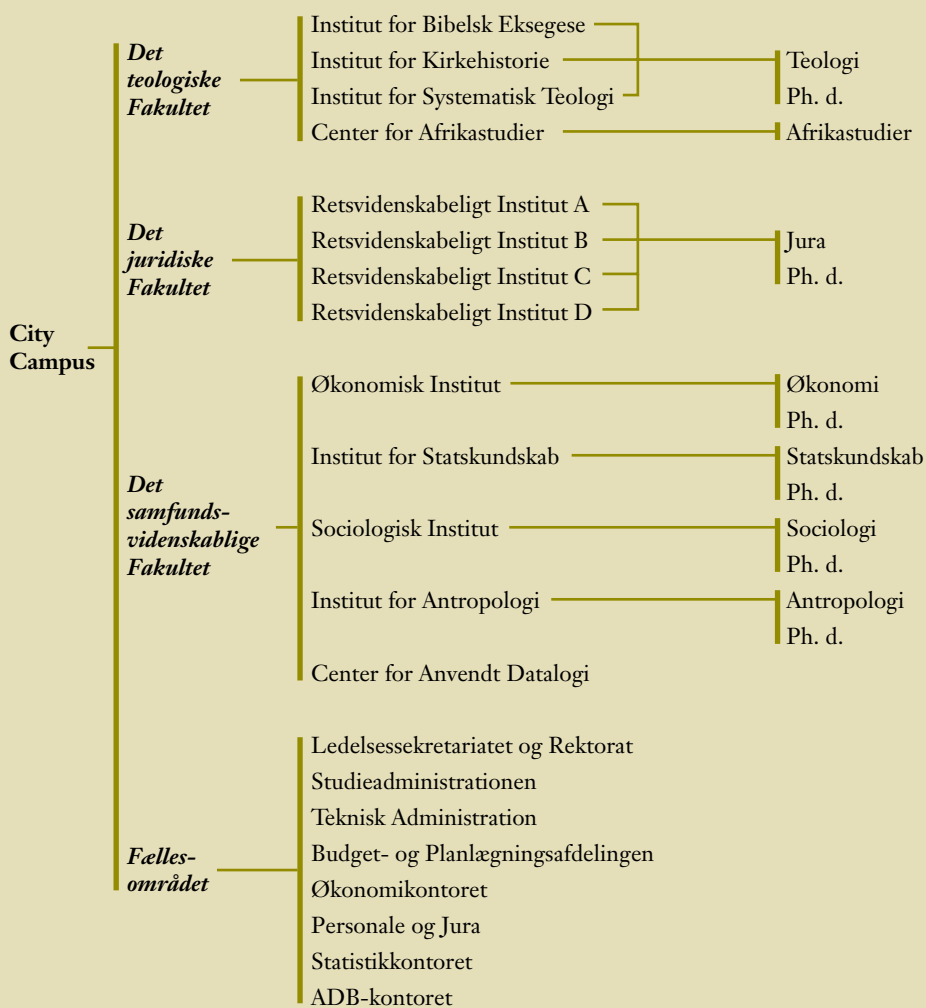 City
Campus
Det
teologiske
Fakultet
Institut for Bibelsk Eksegese
Institut for Kirkehistorie
Institut for Systematisk Teologi
Center for Afrikastudier
Teologi
Ph. d.
Afrikastudier
Det
juridiske
Fakultet
Retsvidenskabeligt Institut A
Retsvidenskabeligt Institut B
Retsvidenskabeligt Institut C
Retsvidenskabeligt Institut D
Jura
Ph. d.
Det
samfunds-
videnskablige
Fakultet
Økonomisk Institut
Økonomi
Ph. d.
Institut for Statskundskab
Statskundskab
Ph. d.
Sociologisk Institut
Sociologi
Ph. d.
Institut for Antropologi
Antropologi
Ph. d.
Center for Anvendt Datalogi
Fælles-
området
Ledelsessekretariatet og Rektorat
Studieadministrationen
Teknisk Administration
Budget- og Planlægningsafdelingen
Økonomikontoret
Personale og Jura
Statistikkontoret
ADB-kontoret